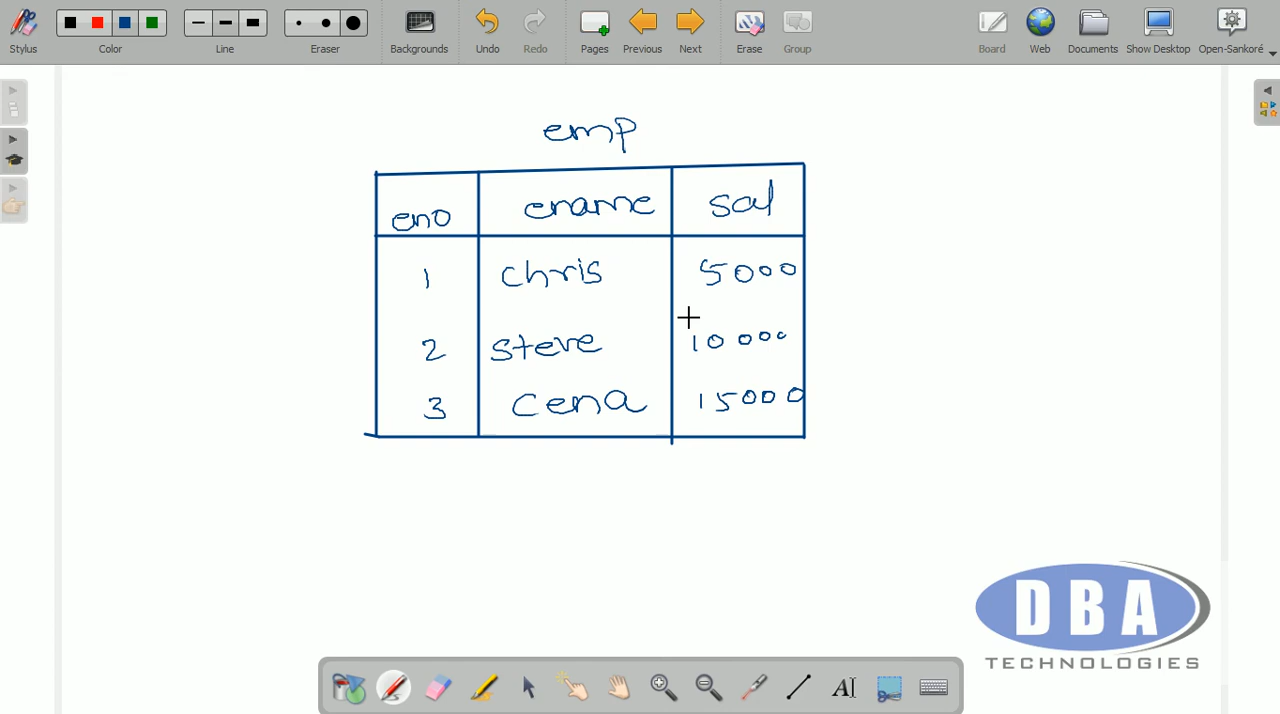 Stylus Color Line Eraser Backgrounds Undo Redo Pages Previous Next Erase Group Board Web Documents Show Desktop Open-Sankoré
emp
eno ename sal
1 chris 5000
2 steve 10000
3 cena 15000
DBA
TECHNOLOGIES
AI